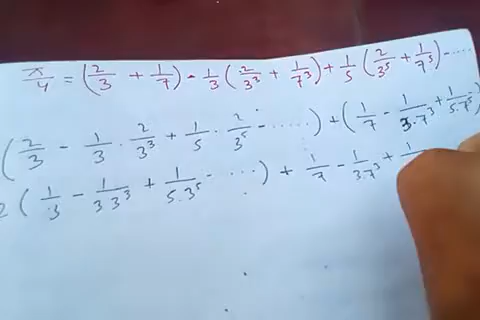 π/4 = (2/3 + 1/7) - 1/3 (2/3³ + 1/7³) + 1/5 (2/3⁵ + 1/7⁵) - ....
(2/3 - 1/3 · 2/3³ + 1/5 · 2/3⁵ - .....) + (1/7 - 1/3·7³ + 1/5·7⁵
2 (1/3 - 1/3 3³ + 1/5·3⁵ - ....) + 1/7 - 1/3·7³ + 1